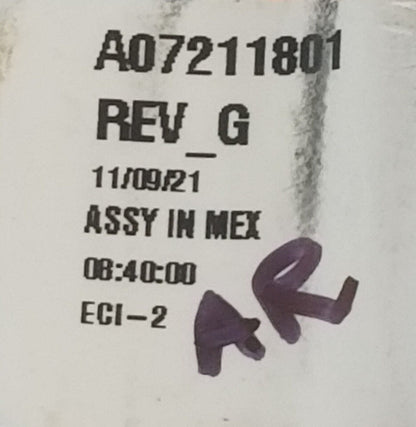 A07211801
REV_G
11/09/21
ASSY IN MEX
08:40:00
ECI-2
AR